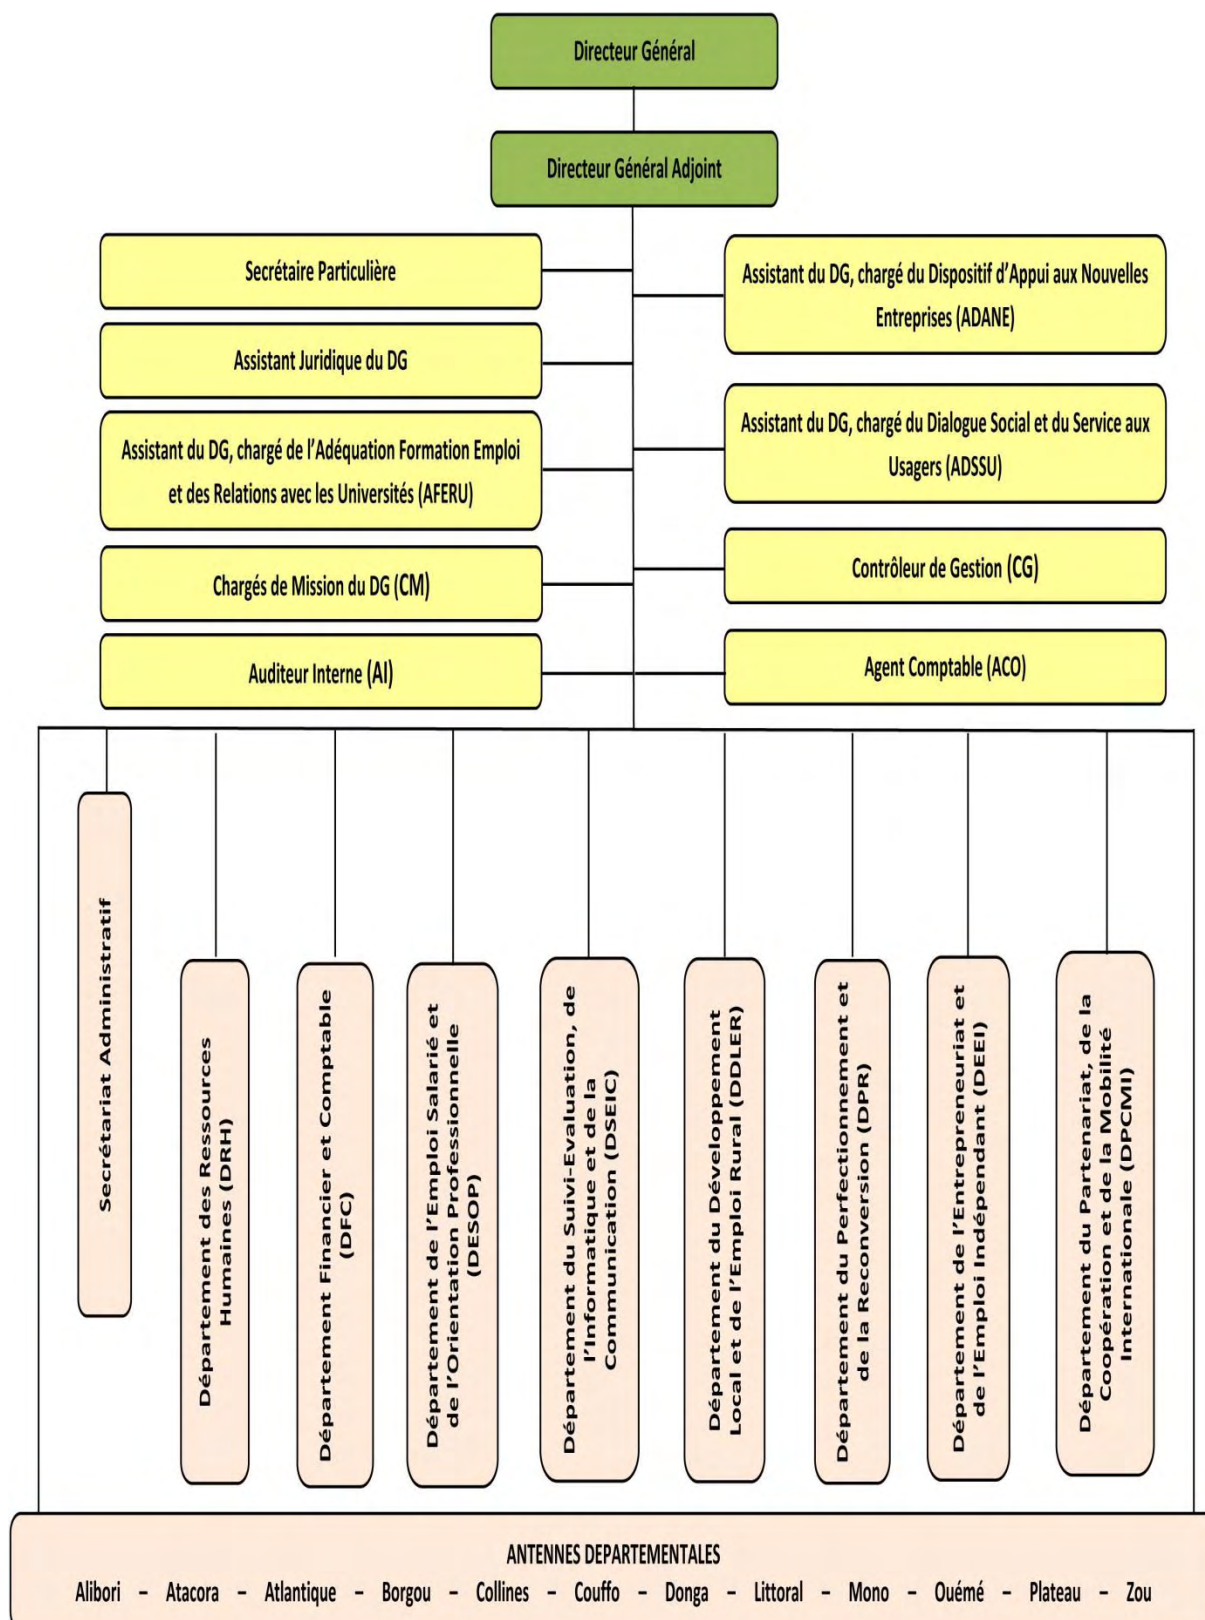 Directeur Général
Directeur Général Adjoint
Secrétaire Particulière
Assistant du DG, chargé du Dispositif d’Appui aux Nouvelles
Entreprises (ADANE)
Assistant Juridique du DG
Assistant du DG, chargé du Dialogue Social et du Service aux
Usagers (ADSSU)
Assistant du DG, chargé de l’Adéquation Formation Emploi
et des Relations avec les Universités (AFERU)
Contrôleur de Gestion (CG)
Chargés de Mission du DG (CM)
Agent Comptable (ACO)
Auditeur Interne (AI)
Secrétariat Administratif
Département des Ressources
Humaines (DRH)
Département Financier et Comptable
(DFC)
Département de l’Emploi Salarié et
de l’Orientation Professionnelle
(DESOP)
Département du Suivi-Evaluation, de
l’Informatique et de la
Communication (DSEIC)
Département du Développement
Local et de l’Emploi Rural (DDLER)
Département du Perfectionnement et
de la Reconversion (DPR)
Département de l’Entrepreneuriat et
de l’Emploi Indépendant (DEEI)
Département du Partenariat, de la
Coopération et de la Mobilité
Internationale (DPCMI)
ANTENNES DEPARTEMENTALES
Alibori – Atacora – Atlantique – Borgou – Collines – Couffo – Donga – Littoral – Mono – Ouémé – Plateau – Zou